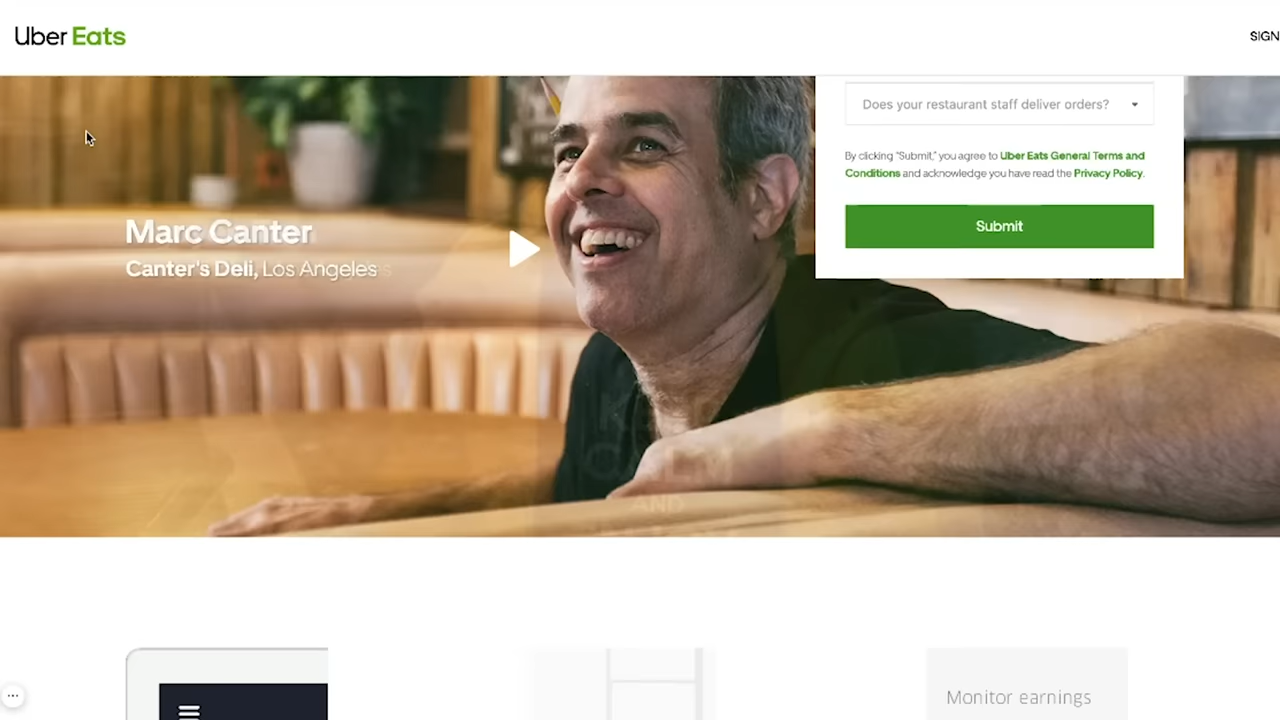 Uber Eats
SIGN
Does your restaurant staff deliver orders?
By clicking "Submit," you agree to Uber Eats General Terms and
Conditions and acknowledge you have read the Privacy Policy.
Submit
Marc Canter
Canter's Deli, Los Angeles
AND
Monitor earnings